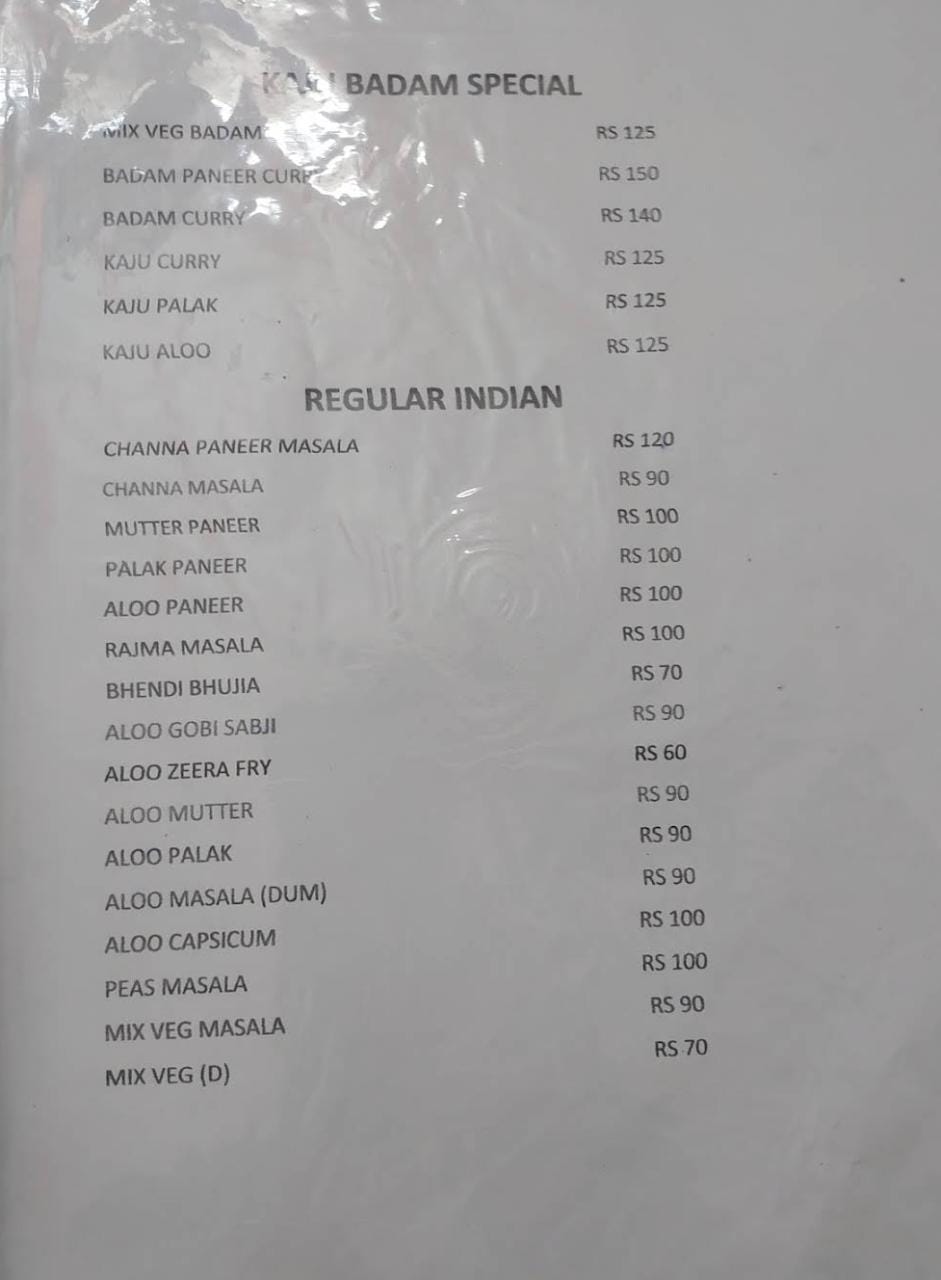 KAJU BADAM SPECIAL
MIX VEG BADAM RS 125
BADAM PANEER CURRY RS 150
BADAM CURRY RS 140
KAJU CURRY RS 125
KAJU PALAK RS 125
KAJU ALOO RS 125
REGULAR INDIAN
CHANNA PANEER MASALA RS 120
CHANNA MASALA RS 90
MUTTER PANEER RS 100
PALAK PANEER RS 100
ALOO PANEER RS 100
RAJMA MASALA RS 100
BHENDI BHUJIA RS 70
ALOO GOBI SABJI RS 90
ALOO ZEERA FRY RS 60
ALOO MUTTER RS 90
ALOO PALAK RS 90
ALOO MASALA (DUM) RS 90
ALOO CAPSICUM RS 100
PEAS MASALA RS 100
MIX VEG MASALA RS 90
MIX VEG (D) RS 70